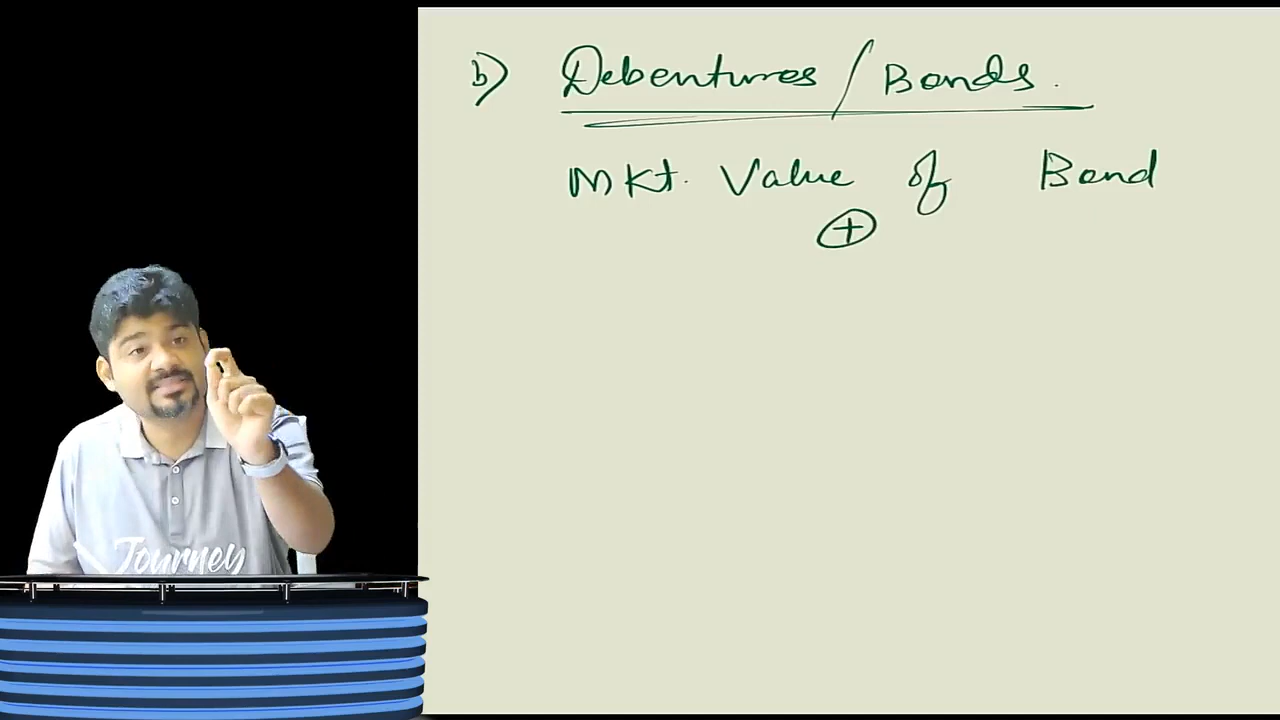 b) Debentures / Bonds.
Mkt. Value of Bond
+
Journey